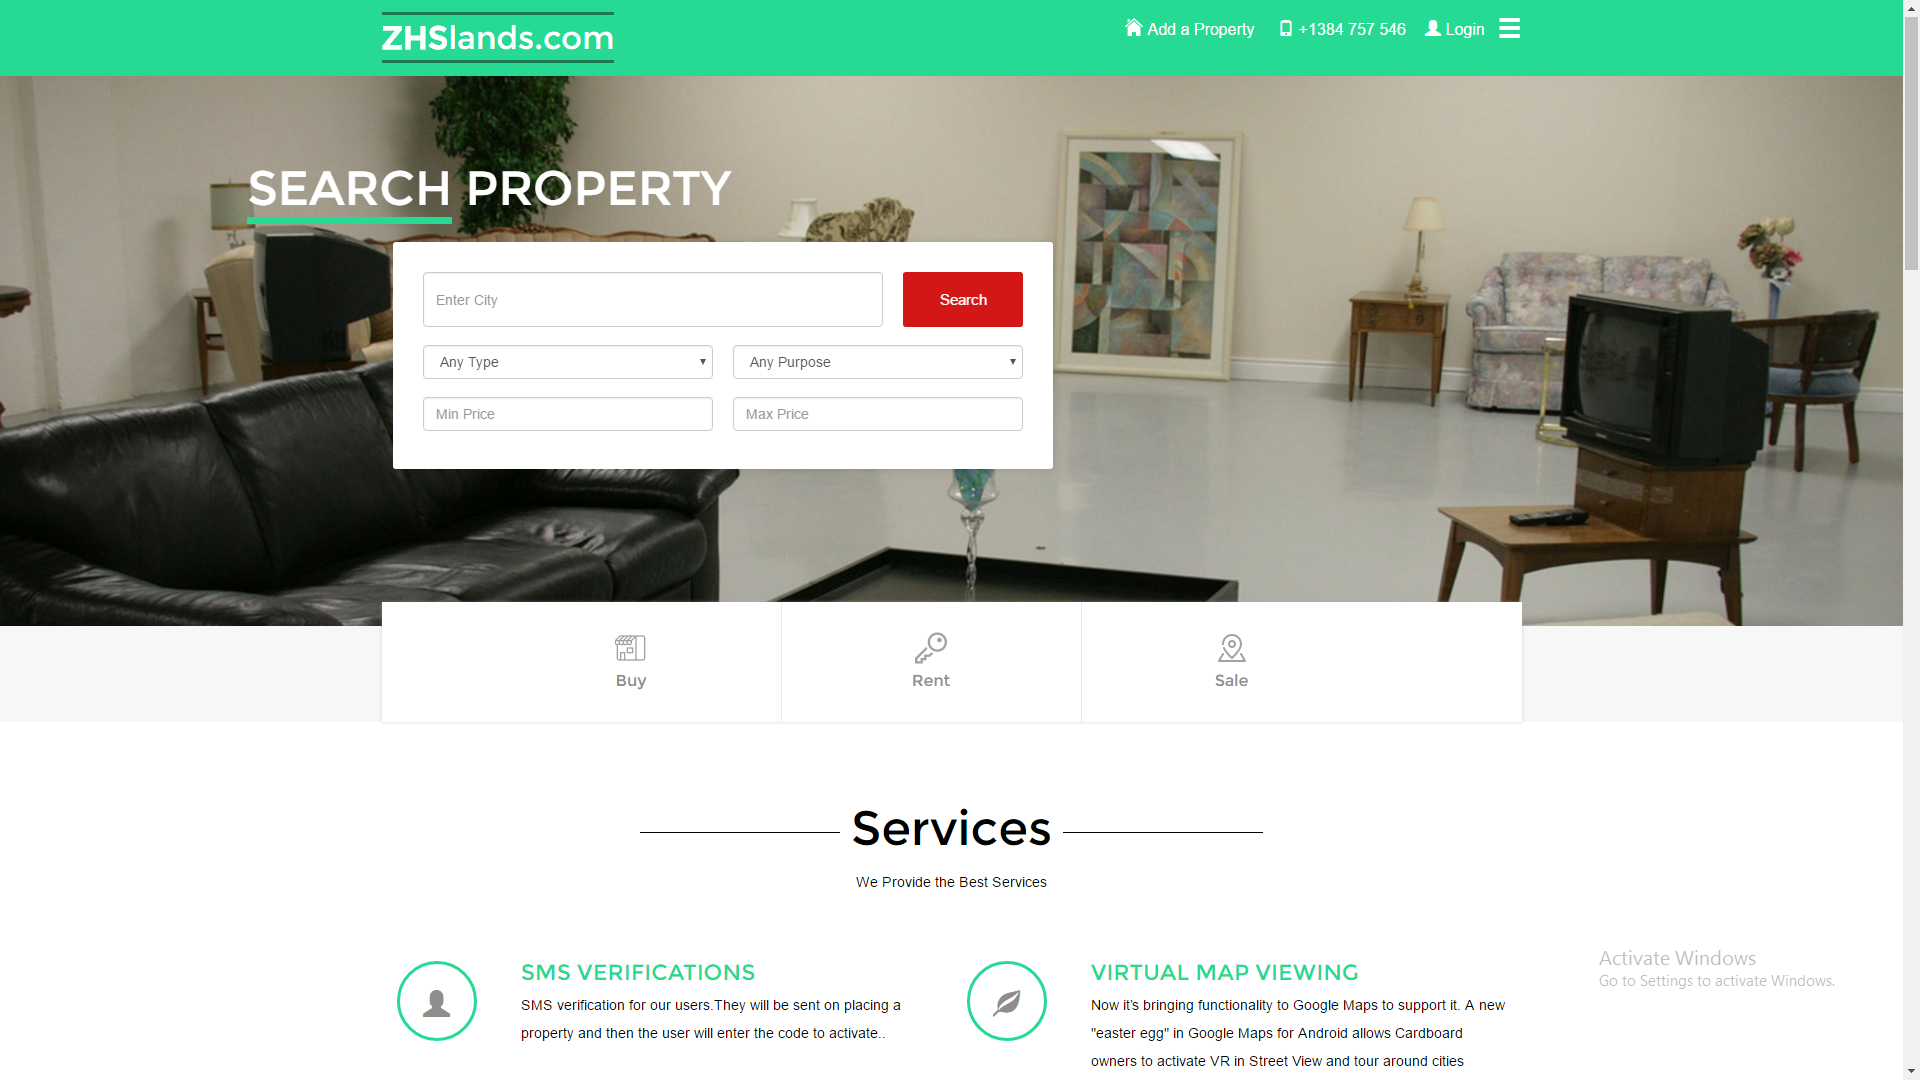 ZHSlands.com
Add a Property
+1384 757 546
Login
SEARCH PROPERTY
Enter City
Search
Any Type
Any Purpose
Min Price
Max Price
Buy
Rent
Sale
Services
We Provide the Best Services
SMS VERIFICATIONS
SMS verification for our users.They will be sent on placing a
property and then the user will enter the code to activate..
VIRTUAL MAP VIEWING
Now it's bringing functionality to Google Maps to support it. A new
"easter egg" in Google Maps for Android allows Cardboard
owners to activate VR in Street View and tour around cities
Activate Windows
Go to Settings to activate Windows.